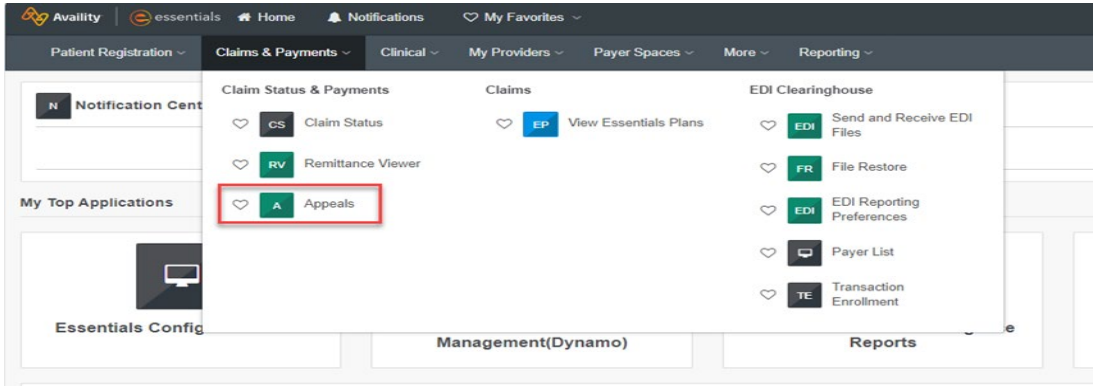 Availity essentials Home Notifications My Favorites
Patient Registration Claims & Payments Clinical My Providers Payer Spaces More Reporting
N Notification Cent
Claim Status & Payments
CS Claim Status
RV Remittance Viewer
A Appeals
Claims
EP View Essentials Plans
EDI Clearinghouse
EDI Send and Receive EDI
Files
FR File Restore
EDI EDI Reporting
Preferences
Payer List
TE Transaction
Enrollment
My Top Applications
Essentials Config
Management(Dynamo)
Reports